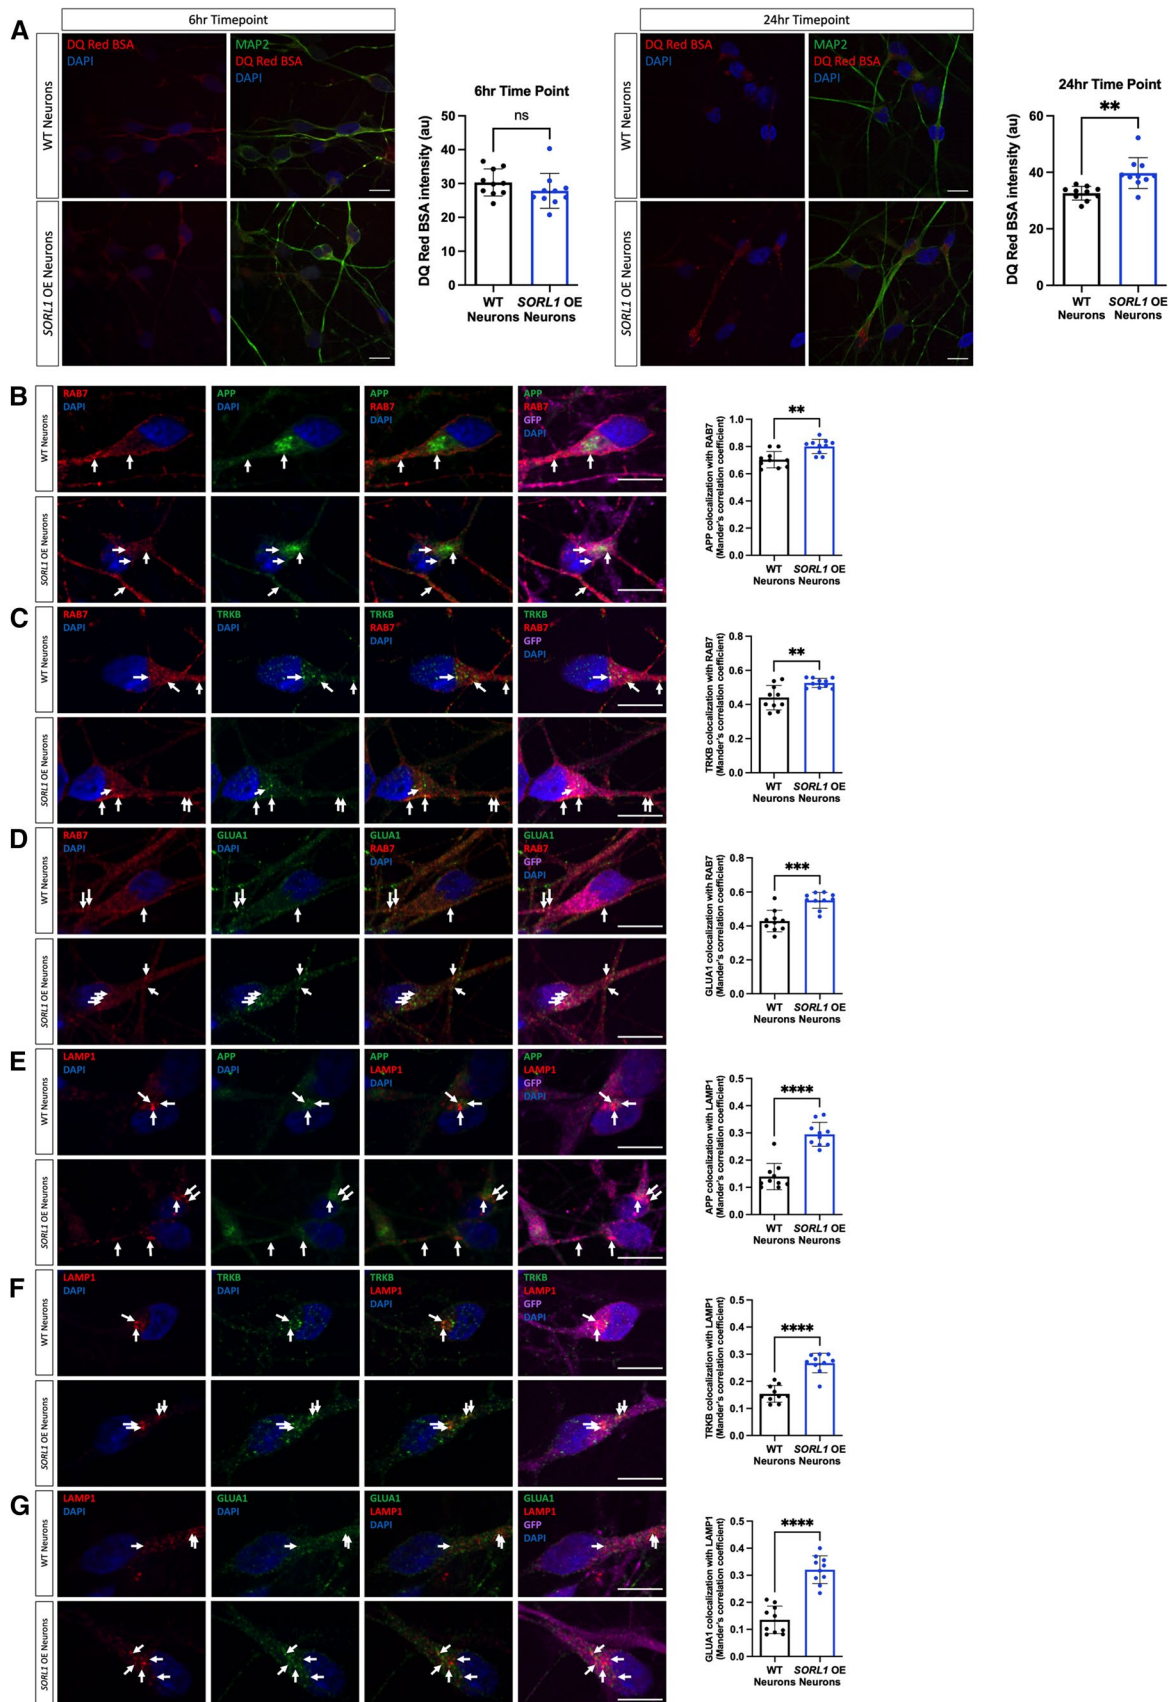 A
6hr Timepoint
24hr Timepoint
WT Neurons
DQ Red BSA
DAPI
MAP2
DQ Red BSA
DAPI
SORL1 OE Neurons
6hr Time Point
ns
DQ Red BSA intensity (au)
50
40
30
20
10
0
WT
Neurons
SORL1 OE
Neurons
WT Neurons
DQ Red BSA
DAPI
MAP2
DQ Red BSA
DAPI
SORL1 OE Neurons
24hr Time Point
**
DQ Red BSA intensity (au)
60
40
20
0
WT
Neurons
SORL1 OE
Neurons
B
WT Neurons
RAB7
DAPI
APP
DAPI
APP
RAB7
DAPI
APP
RAB7
GFP
DAPI
SORL1 OE Neurons
APP colocalization with RAB7
(Mander's correlation coefficient)
**
1.0
0.8
0.6
0.4
0.2
0.0
WT
Neurons
SORL1 OE
Neurons
C
WT Neurons
RAB7
DAPI
TRKB
DAPI
TRKB
RAB7
DAPI
TRKB
RAB7
GFP
DAPI
SORL1 OE Neurons
TRKB colocalization with RAB7
(Mander's correlation coefficient)
**
0.8
0.6
0.4
0.2
0.0
WT
Neurons
SORL1 OE
Neurons
D
WT Neurons
RAB7
DAPI
GLUA1
DAPI
GLUA1
RAB7
DAPI
GLUA1
RAB7
GFP
DAPI
SORL1 OE Neurons
GLUA1 colocalization with RAB7
(Mander's correlation coefficient)
***
0.8
0.6
0.4
0.2
0.0
WT
Neurons
SORL1 OE
Neurons
E
WT Neurons
LAMP1
DAPI
APP
DAPI
APP
LAMP1
DAPI
APP
LAMP1
GFP
DAPI
SORL1 OE Neurons
APP colocalization with LAMP1
(Mander's correlation coefficient)
****
0.5
0.4
0.3
0.2
0.1
0.0
WT
Neurons
SORL1 OE
Neurons
F
WT Neurons
LAMP1
DAPI
TRKB
DAPI
TRKB
LAMP1
DAPI
TRKB
LAMP1
GFP
DAPI
SORL1 OE Neurons
TRKB colocalization with LAMP1
(Mander's correlation coefficient)
****
0.5
0.4
0.3
0.2
0.1
0.0
WT
Neurons
SORL1 OE
Neurons
G
WT Neurons
LAMP1
DAPI
GLUA1
DAPI
GLUA1
LAMP1
DAPI
GLUA1
LAMP1
GFP
DAPI
SORL1 OE Neurons
GLUA1 colocalization with LAMP1
(Mander's correlation coefficient)
****
0.5
0.4
0.3
0.2
0.1
0.0
WT
Neurons
SORL1 OE
Neurons